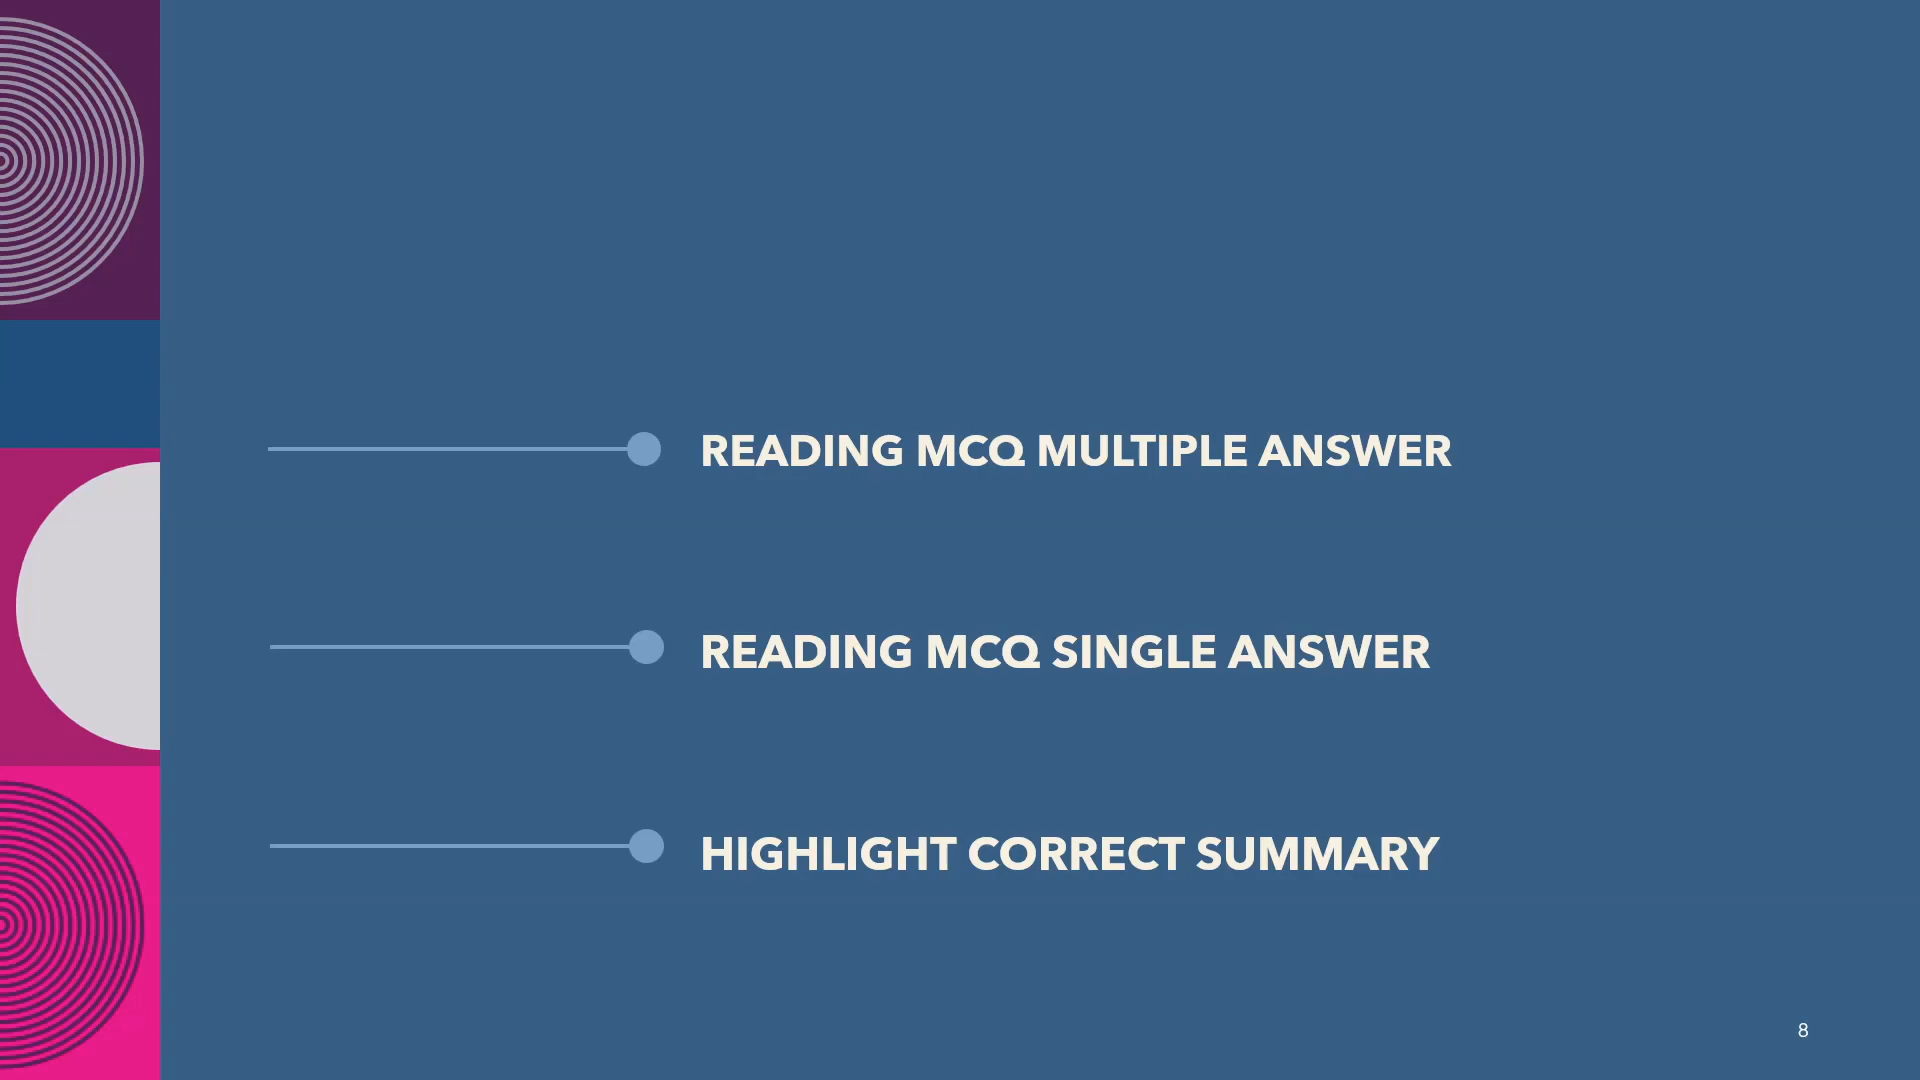 READING MCQ MULTIPLE ANSWER
READING MCQ SINGLE ANSWER
HIGHLIGHT CORRECT SUMMARY
8